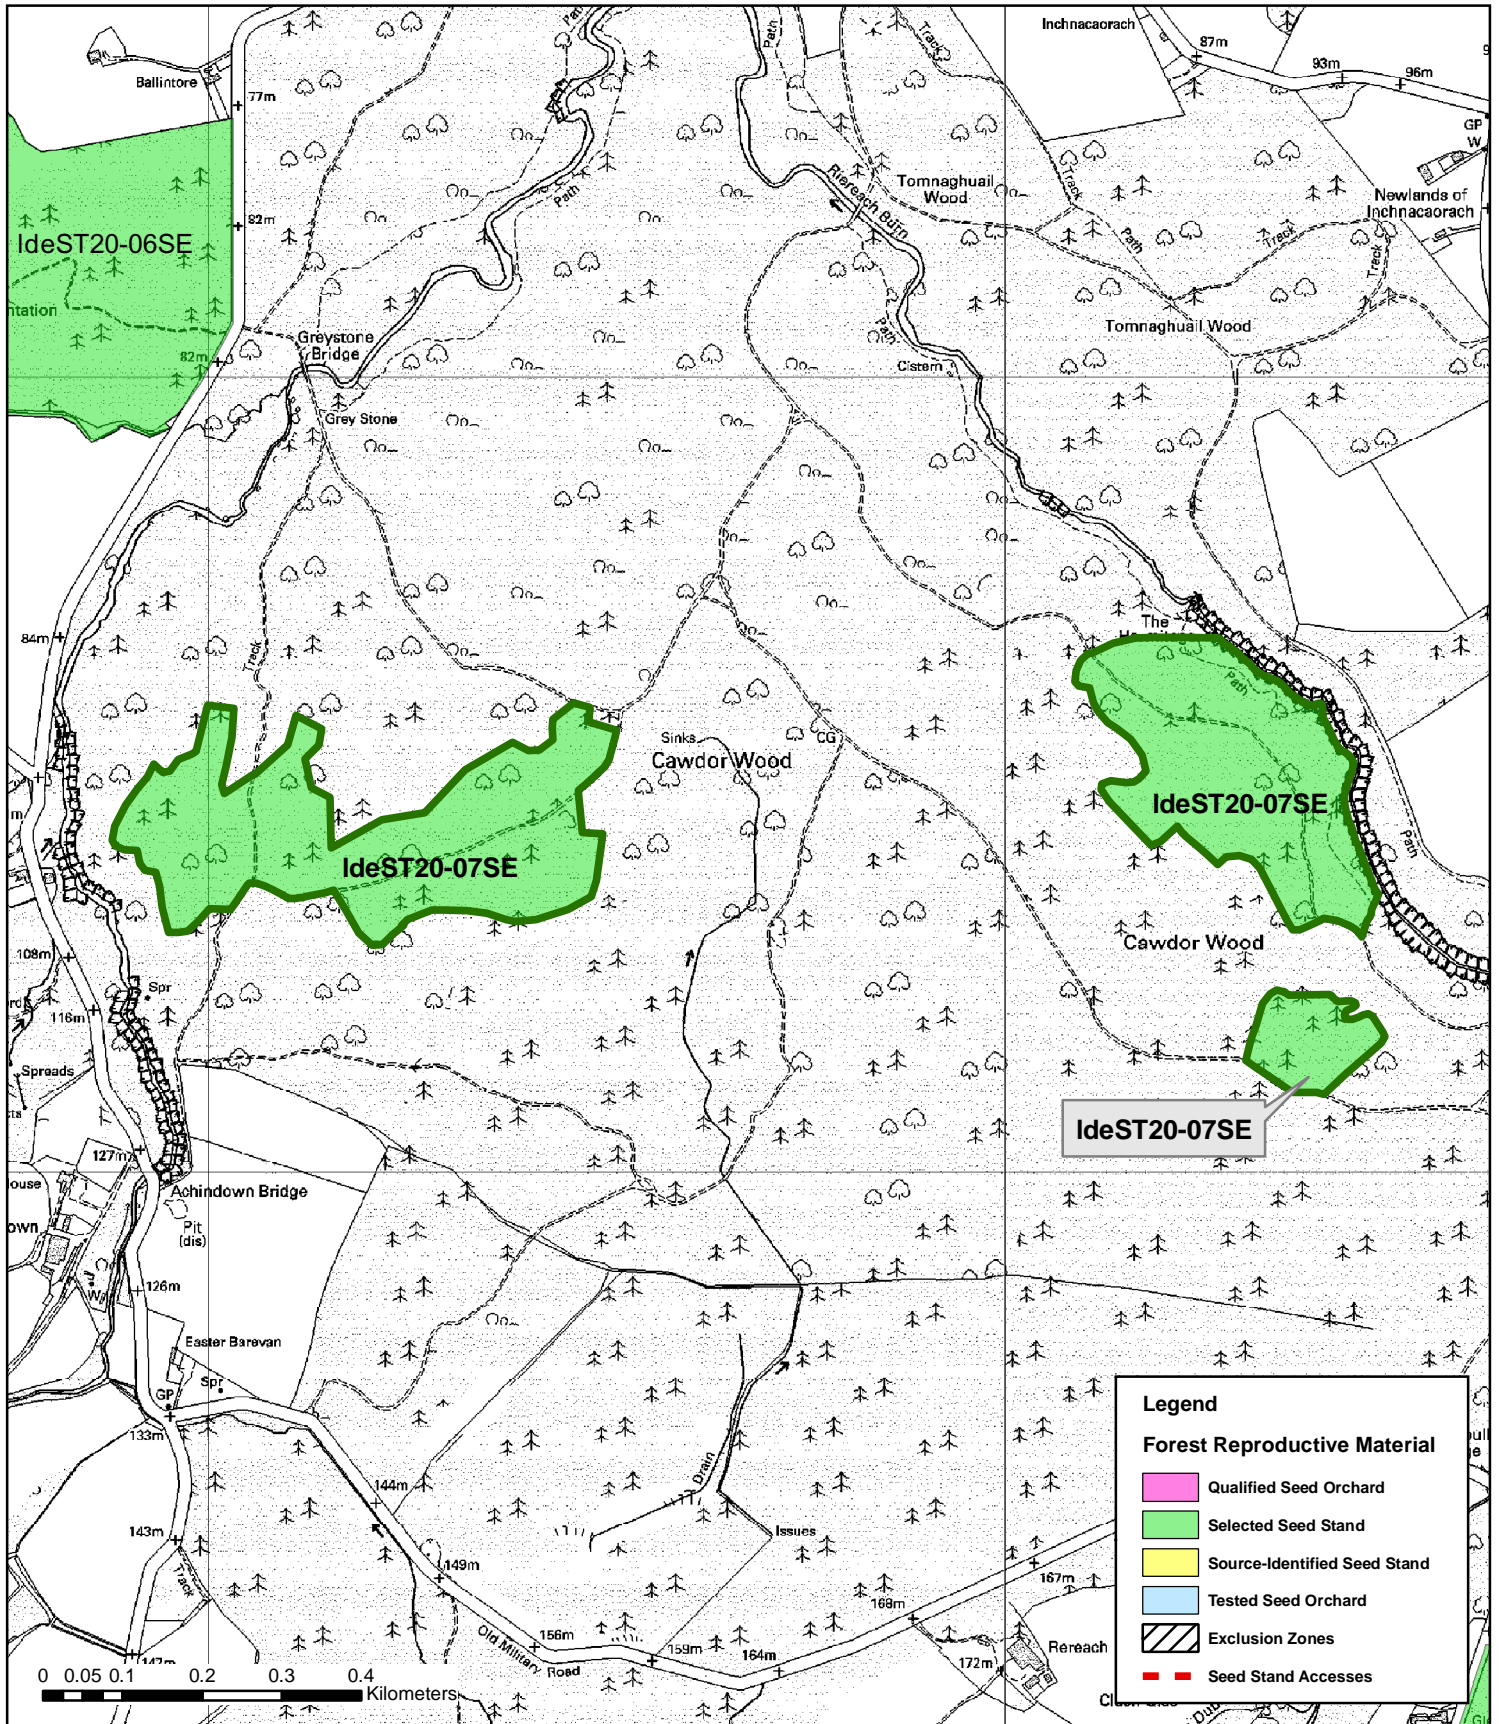 Path
Path
Track
Inchnacaorach
87m
93m
96m
Ballintore
77m
GP
W
Path
Track
Riereach Burn
Tomnaghuail
Wood
Newlands of
Inchnacaorach
82m
IdeST20-06SE
Path
Track
Track
ntation
Greystone
Bridge
82m
Path
Cistern
Tomnaghuail Wood
Grey Stone
84m
Track
The
Path
Sinks
CG
Cawdor Wood
m
IdeST20-07SE
IdeST20-07SE
Path
108m
Cawdor Wood
Spr
116m
Spreads
IdeST20-07SE
127m
ouse
Achindown Bridge
own
Pit
(dis)
W
126m
Easter Barevan
Spr
GP
133m
Drain
144m
143m
Issues
Track
149m
167m
168m
Old Military Road
156m
159m
164m
Rereach
172m
147m
0 0.05 0.1 0.2 0.3 0.4
Kilometers
Legend
Forest Reproductive Material
Qualified Seed Orchard
Selected Seed Stand
Source-Identified Seed Stand
Tested Seed Orchard
Exclusion Zones
Seed Stand Accesses